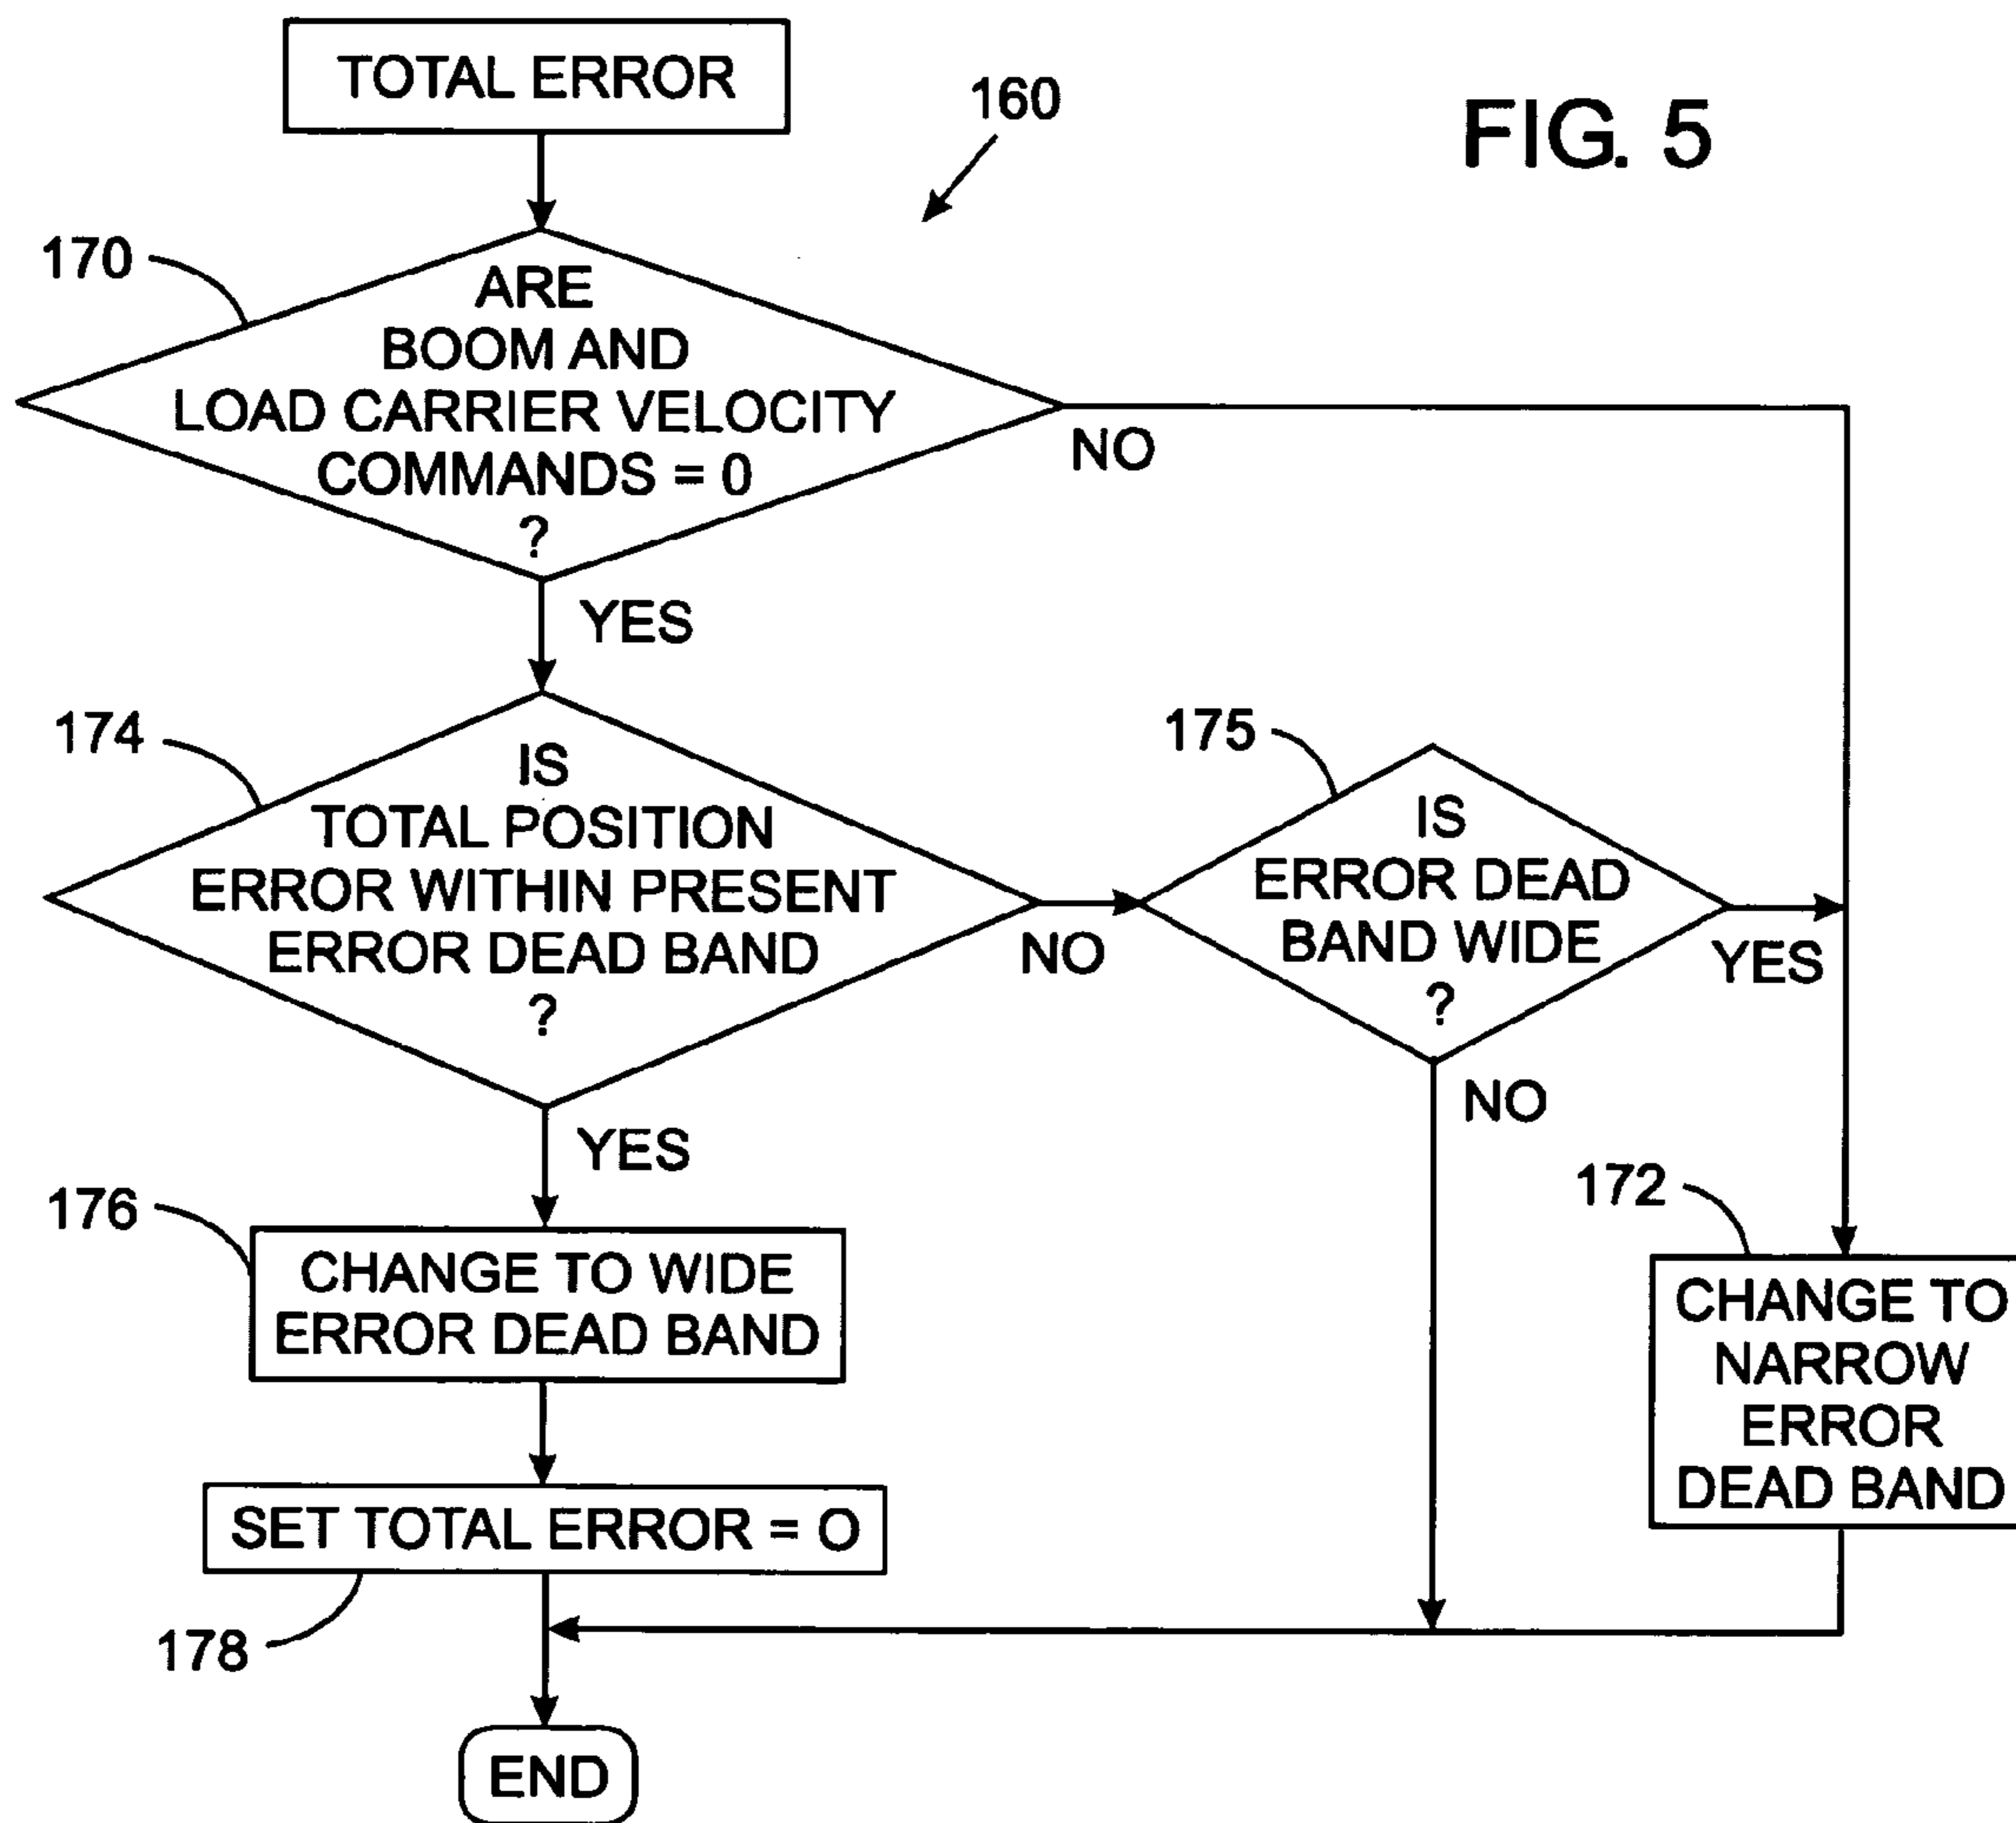 TOTAL ERROR
160
FIG. 5
170
ARE
BOOM AND
LOAD CARRIER VELOCITY
COMMANDS = 0
?
NO
YES
174
IS
TOTAL POSITION
ERROR WITHIN PRESENT
ERROR DEAD BAND
?
NO
175
IS
ERROR DEAD
BAND WIDE
?
YES
NO
YES
176
CHANGE TO WIDE
ERROR DEAD BAND
172
CHANGE TO
NARROW
ERROR
DEAD BAND
SET TOTAL ERROR = O
178
END